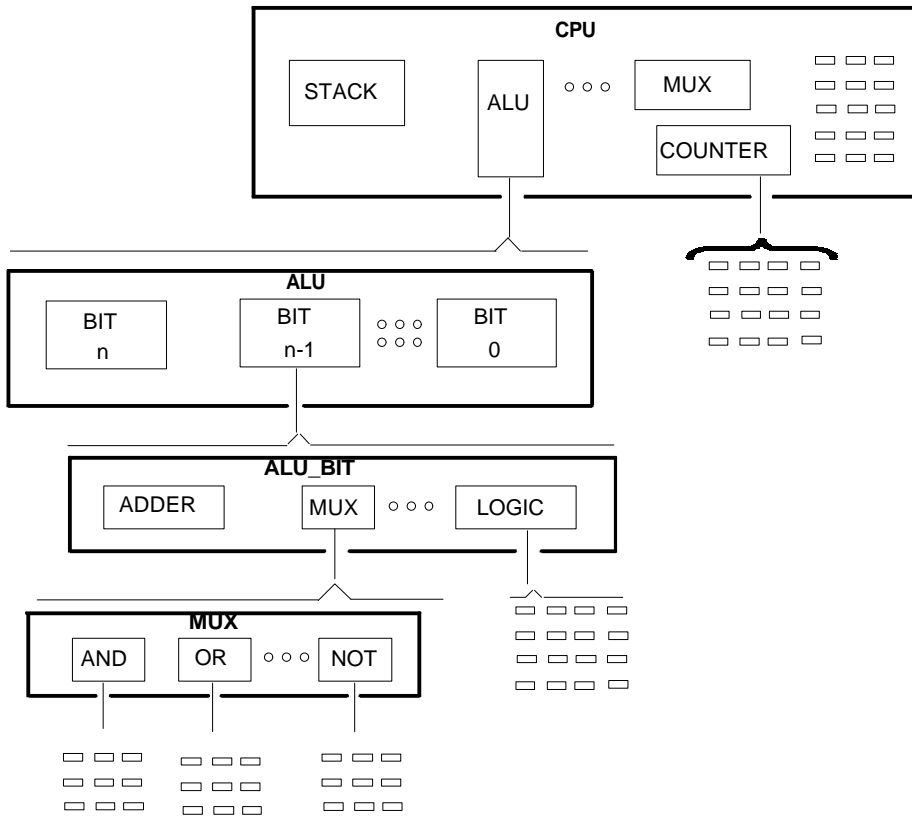 CPU
STACK
ALU
MUX
COUNTER
ALU
BIT
n
BIT
n-1
BIT
0
ALU_BIT
ADDER
MUX
LOGIC
MUX
AND
OR
NOT